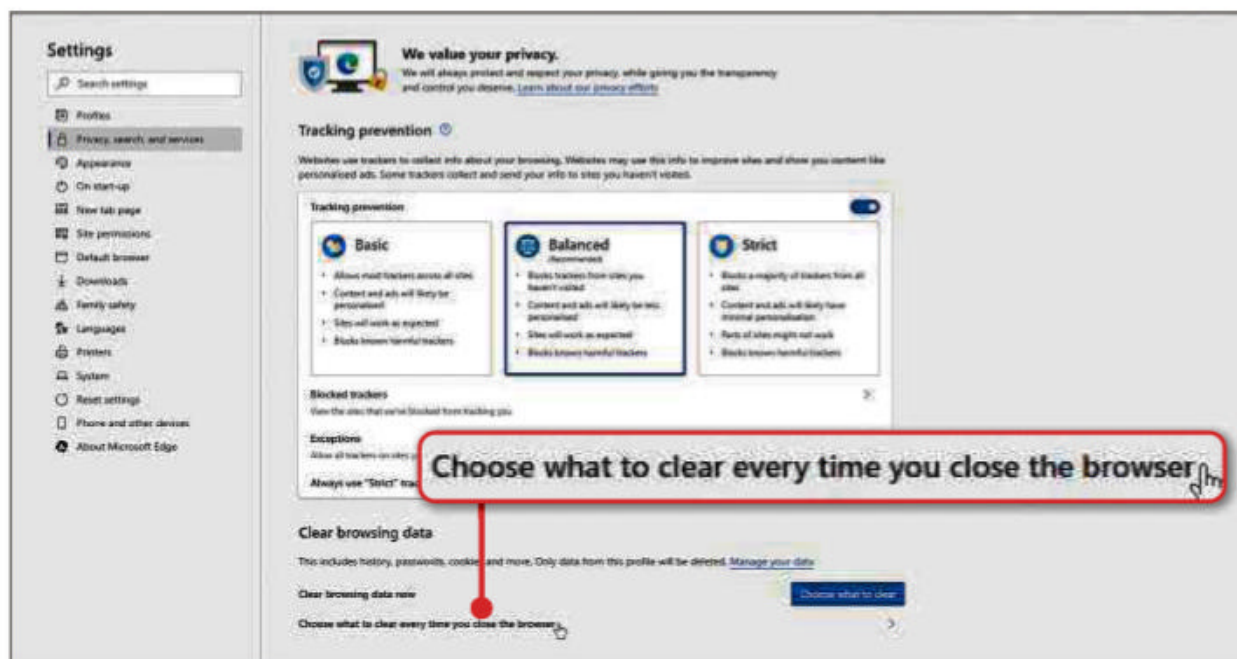 Settings
Search settings
Profiles
Privacy, search, and services
Appearance
On start-up
New tab page
Site permissions
Default browser
Downloads
Family safety
Languages
Printers
System
Reset settings
Phone and other devices
About Microsoft Edge
We value your privacy.
We will always protect and respect your privacy, while giving you the transparency
and control you deserve. Learn about our privacy efforts
Tracking prevention
Websites use trackers to collect info about your browsing. Websites may use this info to improve sites and show you content like
personalised ads. Some trackers collect and send your info to sites you haven't visited.
Tracking prevention
Basic
Allows most trackers across all sites
Content and ads will likely be
personalised
Sites will work as expected
Blocks known harmful trackers
Balanced
(Recommended)
Blocks trackers from sites you
haven't visited
Content and ads will likely be less
personalised
Sites will work as expected
Blocks known harmful trackers
Strict
Blocks a majority of trackers from all
sites
Content and ads will likely have
minimal personalisation
Parts of sites might not work
Blocks known harmful trackers
Blocked trackers
View the sites that we've blocked from tracking you
Exceptions
Allow all trackers on sites
Choose what to clear every time you close the browser
Always use "Strict"
Clear browsing data
This includes history, passwords, cookies and more. Only data from this profile will be deleted. Manage your data
Clear browsing data now
Choose what to clear
Choose what to clear every time you close the browser